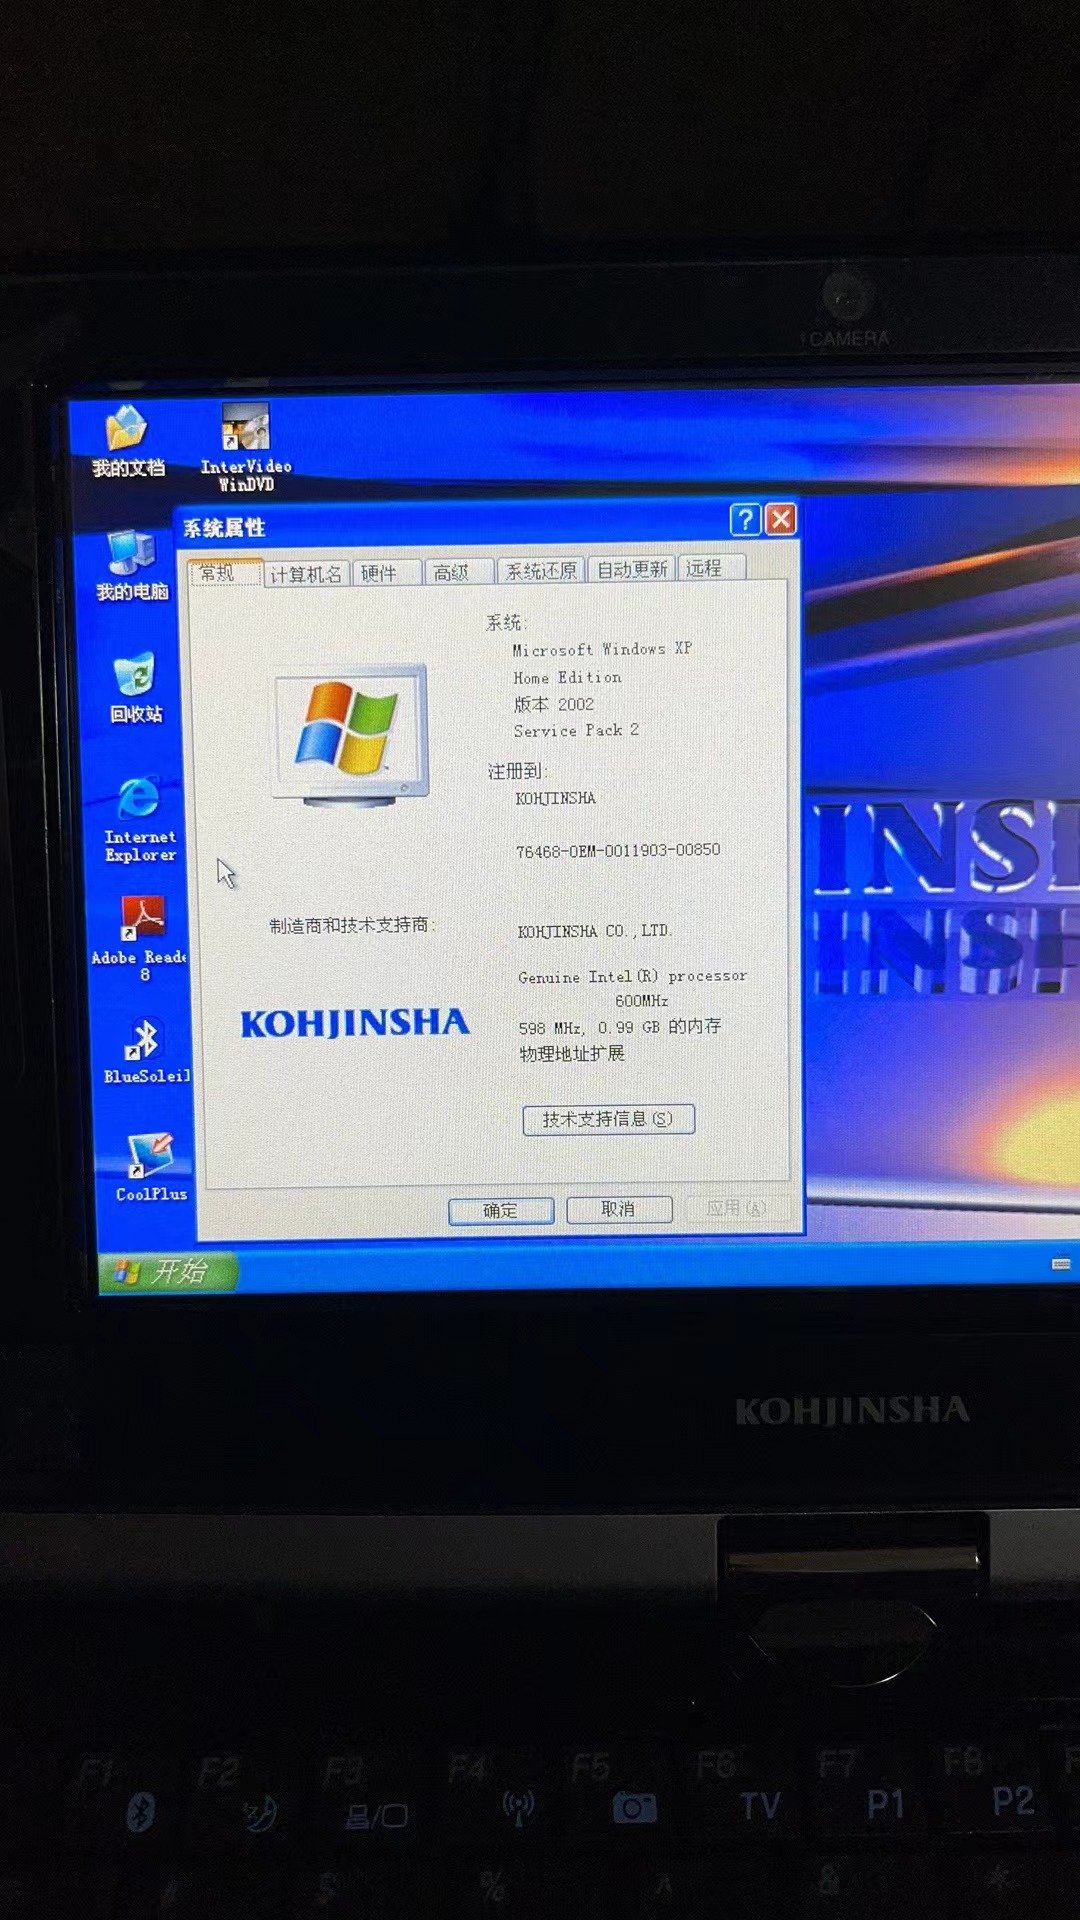 CAMERA
我的文档
InterVideo
WinDVD
系统属性
常规
计算机名
硬件
高级
系统还原
自动更新
远程
我的电脑
回收站
Internet
Explorer
Adobe Reade
8
BlueSoleil
CoolPlus
系统:
Microsoft Windows XP
Home Edition
版本 2002
Service Pack 2
注册到:
KOHJINSHA
76468-OEM-0011903-00850
制造商和技术支持商:
KOHJINSHA
KOHJINSHA CO.,LTD.
Genuine Intel(R) processor
600MHz
598 MHz, 0.99 GB 的内存
物理地址扩展
技术支持信息(S)
确定
取消
应用(A)
INSH
开始
KOHJINSHA
F1
F2
F3
F4
F5
F6
F7
F8
TV
P1
P2
$
%
^
&
*